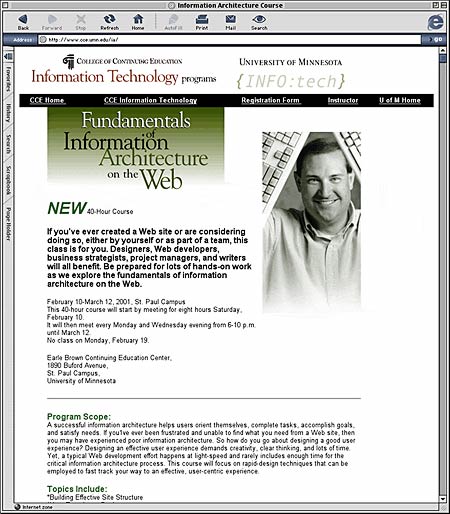 Information Architecture Course
Back Forward Stop Refresh Home AutoFill Print Mail Search
Address http://www.cce.umn.edu/ia/ go
Favorites
History
Search
Scrapbook
Page Holder
COLLEGE OF CONTINUING EDUCATION
Information Technology programs
UNIVERSITY OF MINNESOTA
{INFO:tech}
CCE Home CCE Information Technology Registration Form Instructor U of M Home
Fundamentals
of
Information
Architecture
on the Web
NEW 40-Hour Course
If you've ever created a Web site or are considering
doing so, either by yourself or as part of a team, this
class is for you. Designers, Web developers,
business strategists, project managers, and writers
will all benefit. Be prepared for lots of hands-on work
as we explore the fundamentals of information
architecture on the Web.
February 10-March 12, 2001, St. Paul Campus
This 40-hour course will start by meeting for eight hours Saturday,
February 10.
It will then meet every Monday and Wednesday evening from 6-10 p.m.
until March 12.
No class on Monday, February 19.
Earle Brown Continuing Education Center,
1890 Buford Avenue,
St. Paul Campus,
University of Minnesota
Program Scope:
A successful information architecture helps users orient themselves, complete tasks, accomplish goals,
and satisfy needs. If you've ever been frustrated and unable to find what you need from a Web site, then
you may have experienced poor information architecture. So how do you go about designing a good user
experience? Designing an effective user experience demands creativity, clear thinking, and lots of time.
Yet, a typical Web development effort happens at light-speed and rarely includes enough time for the
critical information architecture process. This course will focus on rapid-design techniques that can be
employed to fast track your way to an effective, user-centric experience.
Topics Include:
*Building Effective Site Structure
Internet zone